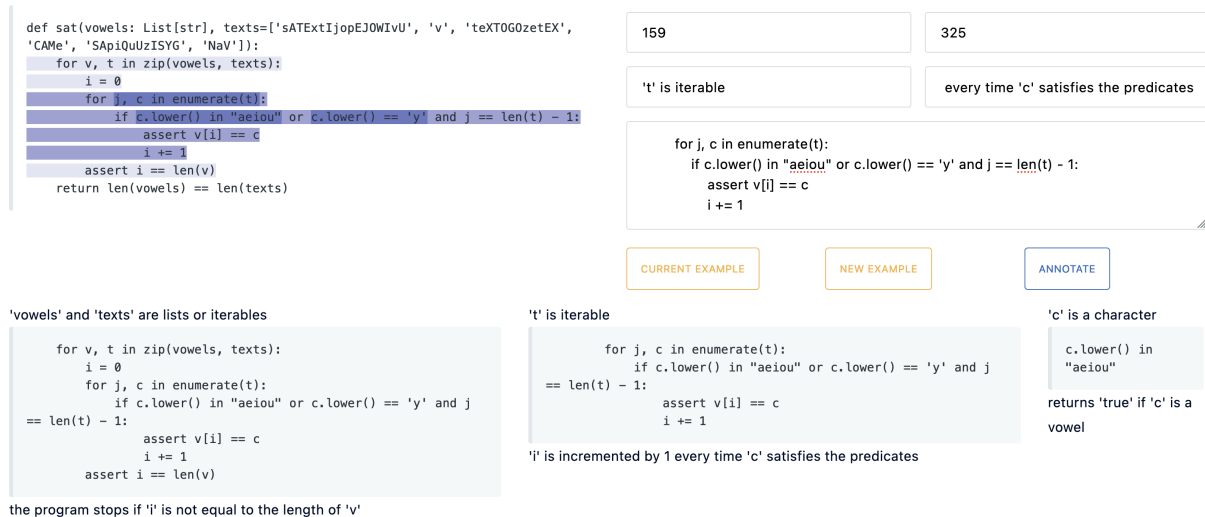 def sat(vowels: List[str], texts=['sATExtIjopEJOWIvU', 'v', 'teXTOGOzetEX',
'CAMe', 'SApiQuUzISYG', 'NaV']):
    for v, t in zip(vowels, texts):
        i = 0
        for j, c in enumerate(t):
            if c.lower() in "aeiou" or c.lower() == 'y' and j == len(t) - 1:
                assert v[i] == c
                i += 1
        assert i == len(v)
    return len(vowels) == len(texts)
159
325
't' is iterable
every time 'c' satisfies the predicates
for j, c in enumerate(t):
    if c.lower() in "aeiou" or c.lower() == 'y' and j == len(t) - 1:
        assert v[i] == c
        i += 1
CURRENT EXAMPLE
NEW EXAMPLE
ANNOTATE
'vowels' and 'texts' are lists or iterables
    for v, t in zip(vowels, texts):
        i = 0
        for j, c in enumerate(t):
            if c.lower() in "aeiou" or c.lower() == 'y' and j
== len(t) - 1:
                assert v[i] == c
                i += 1
        assert i == len(v)
the program stops if 'i' is not equal to the length of 'v'
't' is iterable
        for j, c in enumerate(t):
            if c.lower() in "aeiou" or c.lower() == 'y' and j
== len(t) - 1:
                assert v[i] == c
                i += 1
'i' is incremented by 1 every time 'c' satisfies the predicates
'c' is a character
c.lower() in
"aeiou"
returns 'true' if 'c' is a
vowel